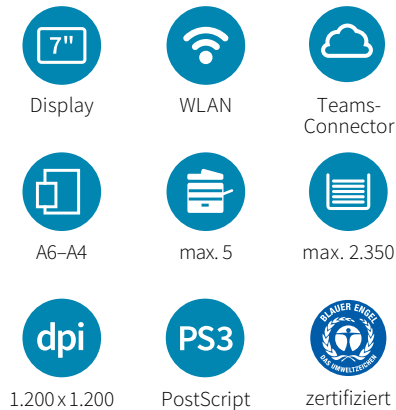 7"
Display
WLAN
Teams-
Connector
A6–A4
max. 5
max. 2.350
dpi
1.200 x 1.200
PS3
PostScript
BLAUER ENGEL
DAS UMWELTZEICHEN
zertifiziert